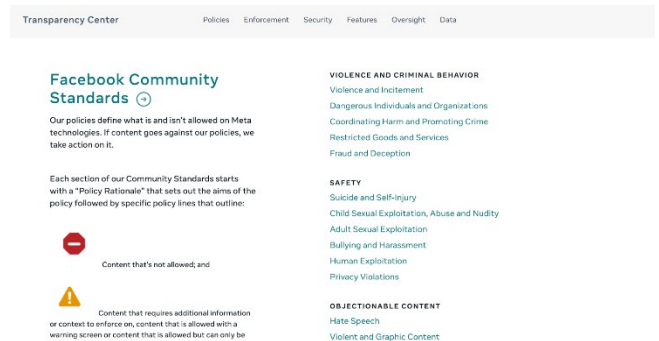 Transparency Center
Policies Enforcement Security Features Oversight Data
Facebook Community
Standards
Our policies define what is and isn't allowed on Meta
technologies. If content goes against our policies, we
take action on it.
Each section of our Community Standards starts
with a "Policy Rationale" that sets out the aims of the
policy followed by specific policy lines that outline:
Content that's not allowed; and
Content that requires additional information
or context to enforce on, content that is allowed with a
warning screen or content that is allowed but can only be
VIOLENCE AND CRIMINAL BEHAVIOR
Violence and Incitement
Dangerous Individuals and Organizations
Coordinating Harm and Promoting Crime
Restricted Goods and Services
Fraud and Deception
SAFETY
Suicide and Self-Injury
Child Sexual Exploitation, Abuse and Nudity
Adult Sexual Exploitation
Bullying and Harassment
Human Exploitation
Privacy Violations
OBJECTIONABLE CONTENT
Hate Speech
Violent and Graphic Content